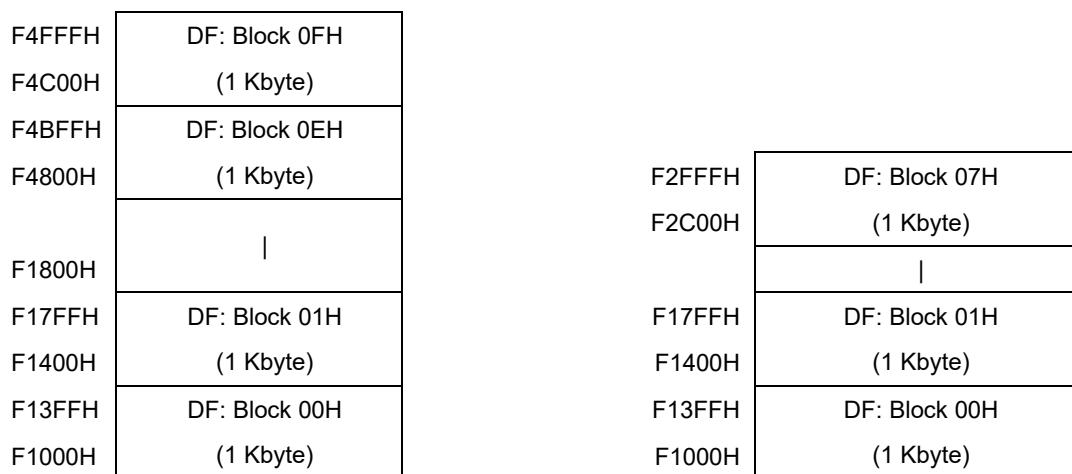 F4FFFH DF: Block 0FH
F4C00H (1 Kbyte)
F4BFFH DF: Block 0EH
F4800H (1 Kbyte)
|
F1800H
F17FFH DF: Block 01H
F1400H (1 Kbyte)
F13FFH DF: Block 00H
F1000H (1 Kbyte)
F2FFFH DF: Block 07H
F2C00H (1 Kbyte)
|
F17FFH DF: Block 01H
F1400H (1 Kbyte)
F13FFH DF: Block 00H
F1000H (1 Kbyte)